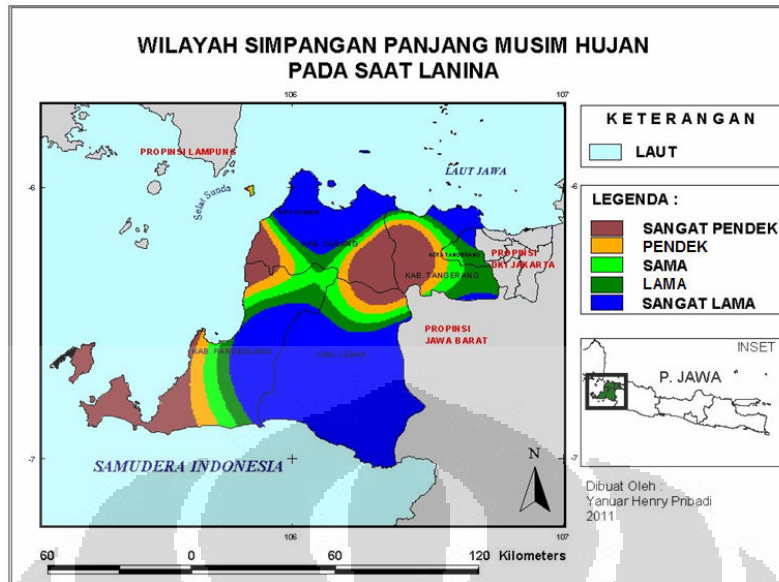 WILAYAH SIMPANGAN PANJANG MUSIM HUJAN
PADA SAAT LANINA
106
107
PROPINSI LAMPUNG
LAUT JAWA
-6
-6
Selat Sunda
KAB. SERANG
KOTA TANGERANG
KAB. TANGERANG
PROPINSI
DKI JAKARTA
PROPINSI
JAWA BARAT
KAB. PANDEGLANG
KAB. LEBAK
SAMUDERA INDONESIA
-7
-7
N
106
107
60 0 60 120 Kilometers
KETERANGAN
LAUT
LEGENDA :
SANGAT PENDEK
PENDEK
SAMA
LAMA
SANGAT LAMA
INSET
P. JAWA
Dibuat Oleh :
Yanuar Henry Pribadi
2011